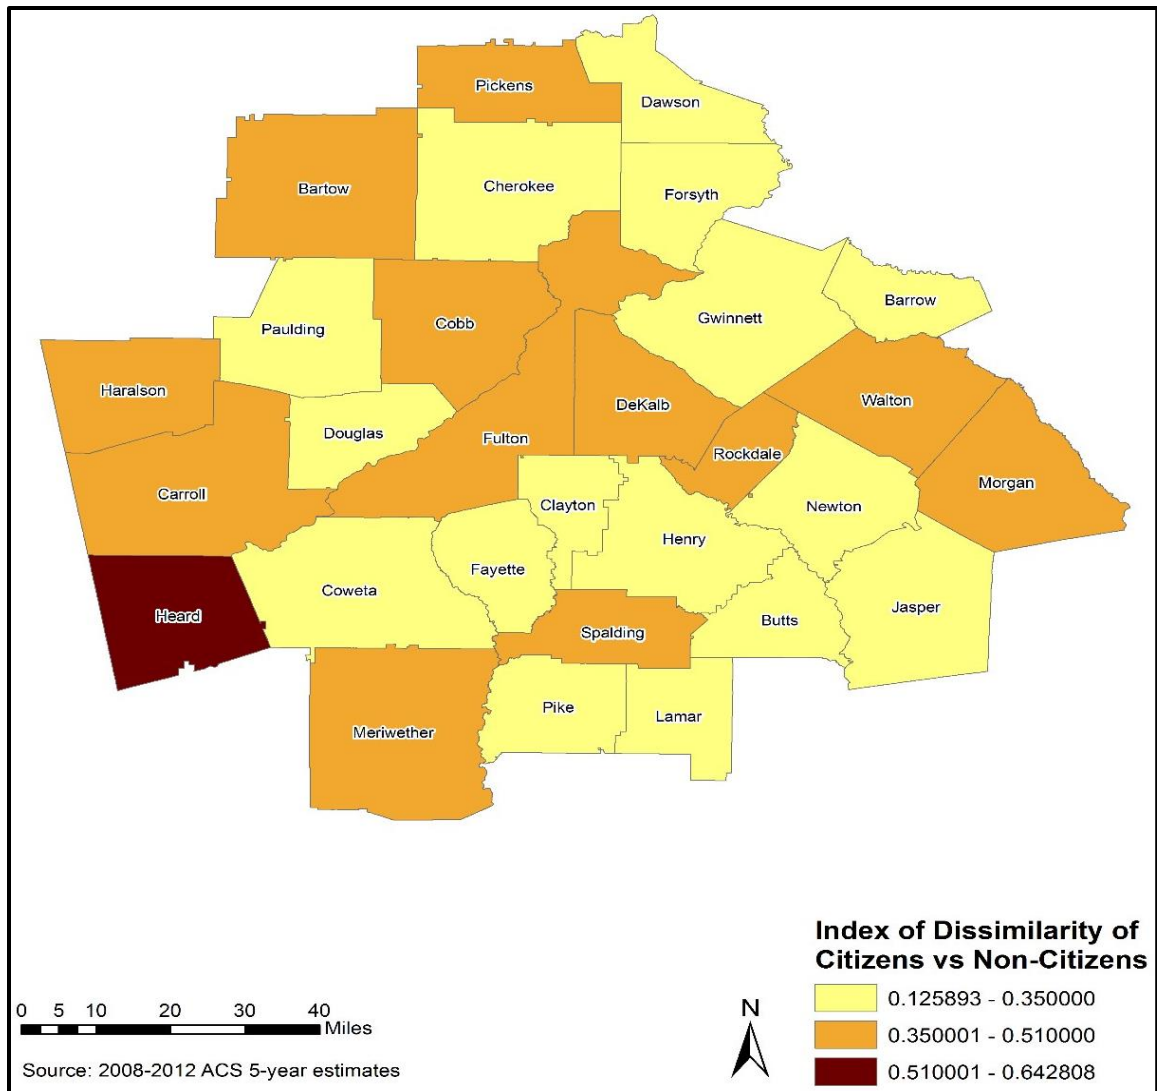 Pickens
Dawson
Bartow
Cherokee
Forsyth
Barrow
Gwinnett
Paulding
Cobb
Haralson
DeKalb
Walton
Douglas
Fulton
Rockdale
Morgan
Carroll
Clayton
Newton
Henry
Fayette
Coweta
Jasper
Heard
Butts
Spalding
Pike
Lamar
Meriwether
Index of Dissimilarity of
Citizens vs Non-Citizens
0.125893 - 0.350000
0.350001 - 0.510000
0.510001 - 0.642808
N
0 5 10 20 30 40
Miles
Source: 2008-2012 ACS 5-year estimates